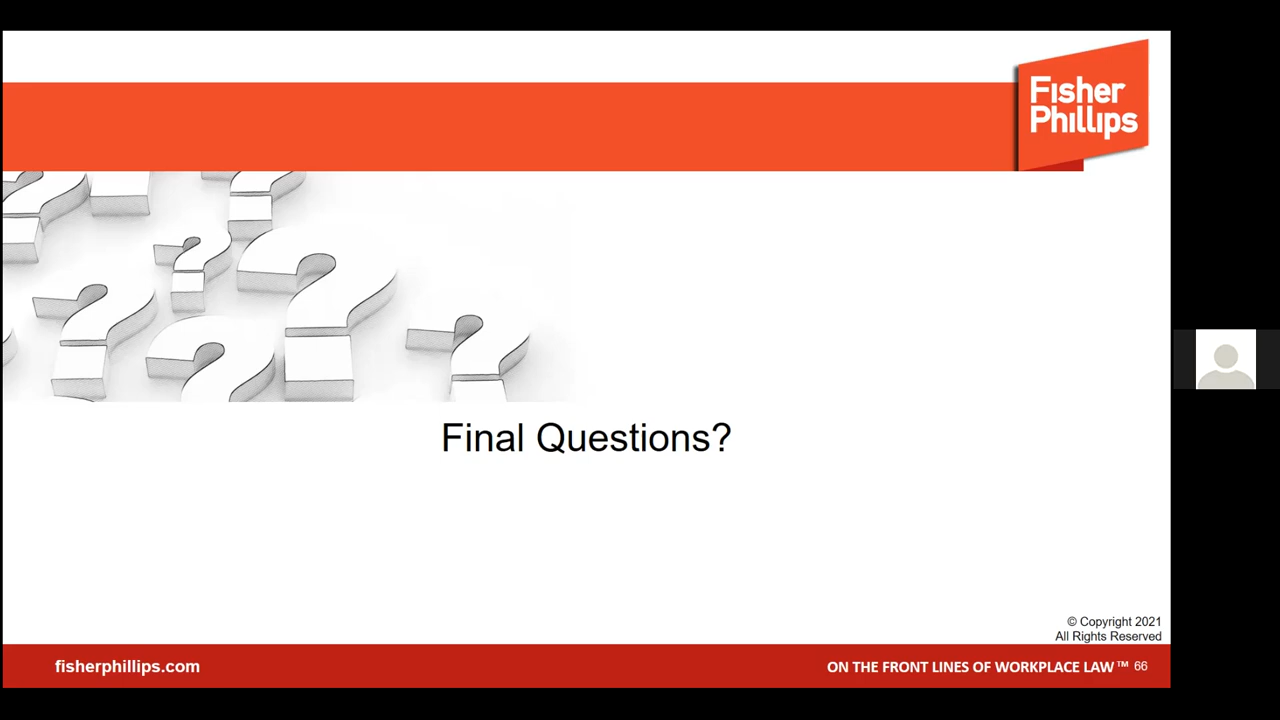 Fisher
Phillips
Final Questions?
© Copyright 2021
All Rights Reserved
fisherphillips.com
ON THE FRONT LINES OF WORKPLACE LAW™ 66